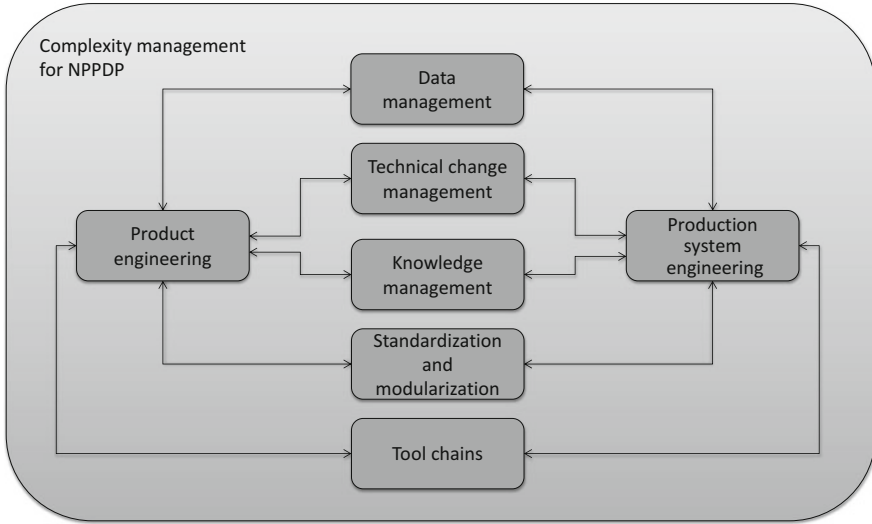 Complexity management
for NPPDP
Data
management
Technical change
management
Product
engineering
Production
system
engineering
Knowledge
management
Standardization
and
modularization
Tool chains